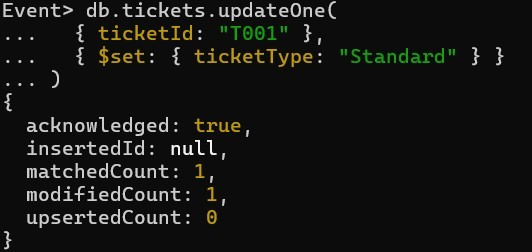 Event> db.tickets.updateOne(
...   { ticketId: "T001" },
...   { $set: { ticketType: "Standard" } }
... )
{
  acknowledged: true,
  insertedId: null,
  matchedCount: 1,
  modifiedCount: 1,
  upsertedCount: 0
}